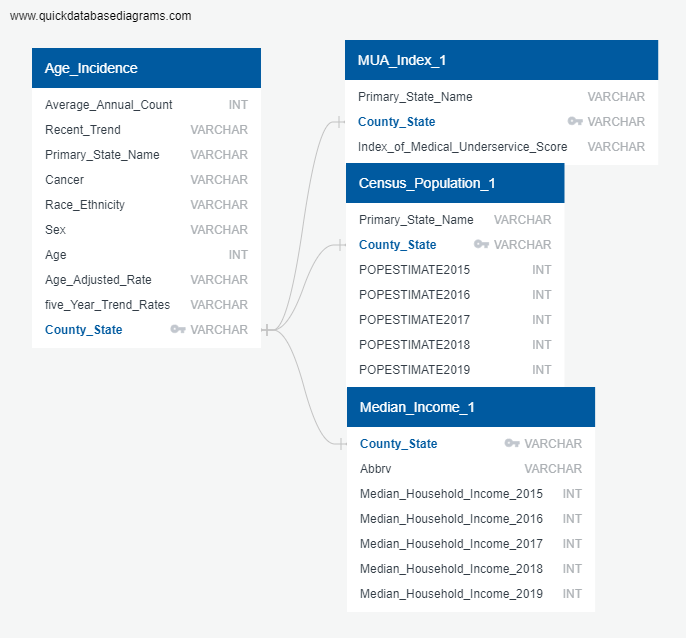 www.quickdatabasediagrams.com
Age_Incidence
Average_Annual_Count INT
Recent_Trend VARCHAR
Primary_State_Name VARCHAR
Cancer VARCHAR
Race_Ethnicity VARCHAR
Sex VARCHAR
Age INT
Age_Adjusted_Rate VARCHAR
five_Year_Trend_Rates VARCHAR
County_State VARCHAR
MUA_Index_1
Primary_State_Name VARCHAR
County_State VARCHAR
Index_of_Medical_Underservice_Score VARCHAR
Census_Population_1
Primary_State_Name VARCHAR
County_State VARCHAR
POPESTIMATE2015 INT
POPESTIMATE2016 INT
POPESTIMATE2017 INT
POPESTIMATE2018 INT
POPESTIMATE2019 INT
Median_Income_1
County_State VARCHAR
Abbrv VARCHAR
Median_Household_Income_2015 INT
Median_Household_Income_2016 INT
Median_Household_Income_2017 INT
Median_Household_Income_2018 INT
Median_Household_Income_2019 INT